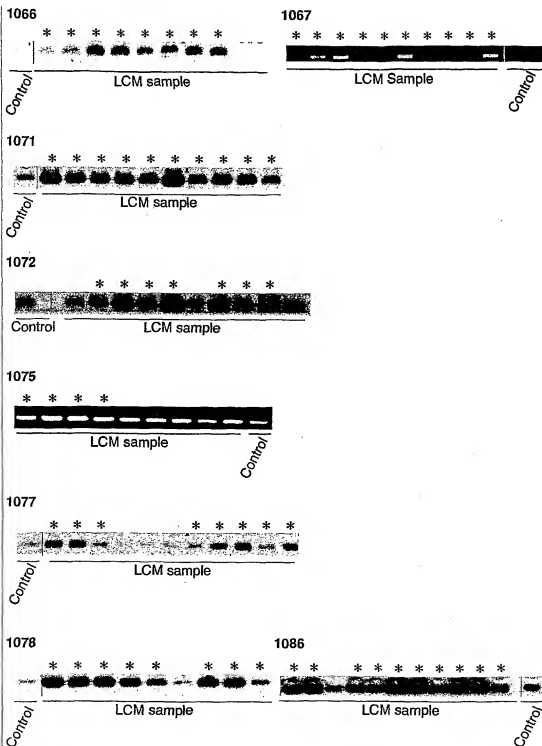 1066
* * * * * * * *
Control
LCM sample
1067
* * * * * * * * * *
LCM Sample
Control
1071
* * * * * * * * * *
Control
LCM sample
1072
* * * * * * *
Control
LCM sample
1075
* * * *
LCM sample
Control
1077
* * * * * * * *
Control
LCM sample
1078
* * * * * * * *
Control
LCM sample
1086
* * * * * * * * * *
LCM sample
Control